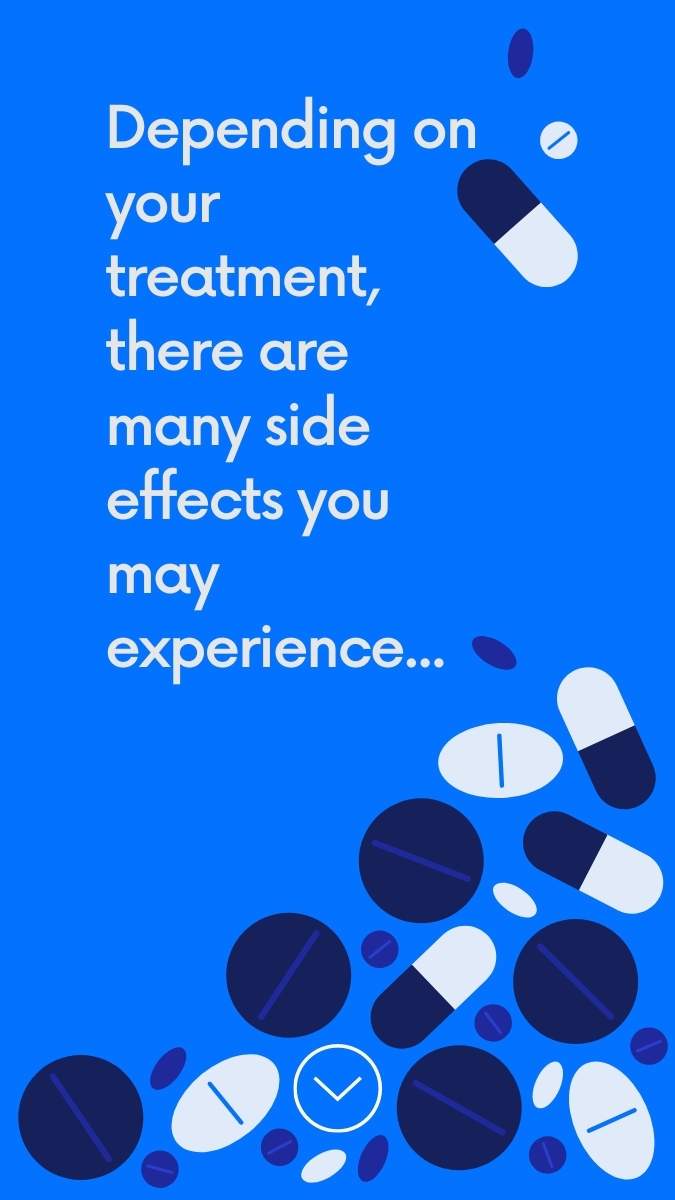 Depending on
your
treatment,
there are
many side
effects you
may
experience...